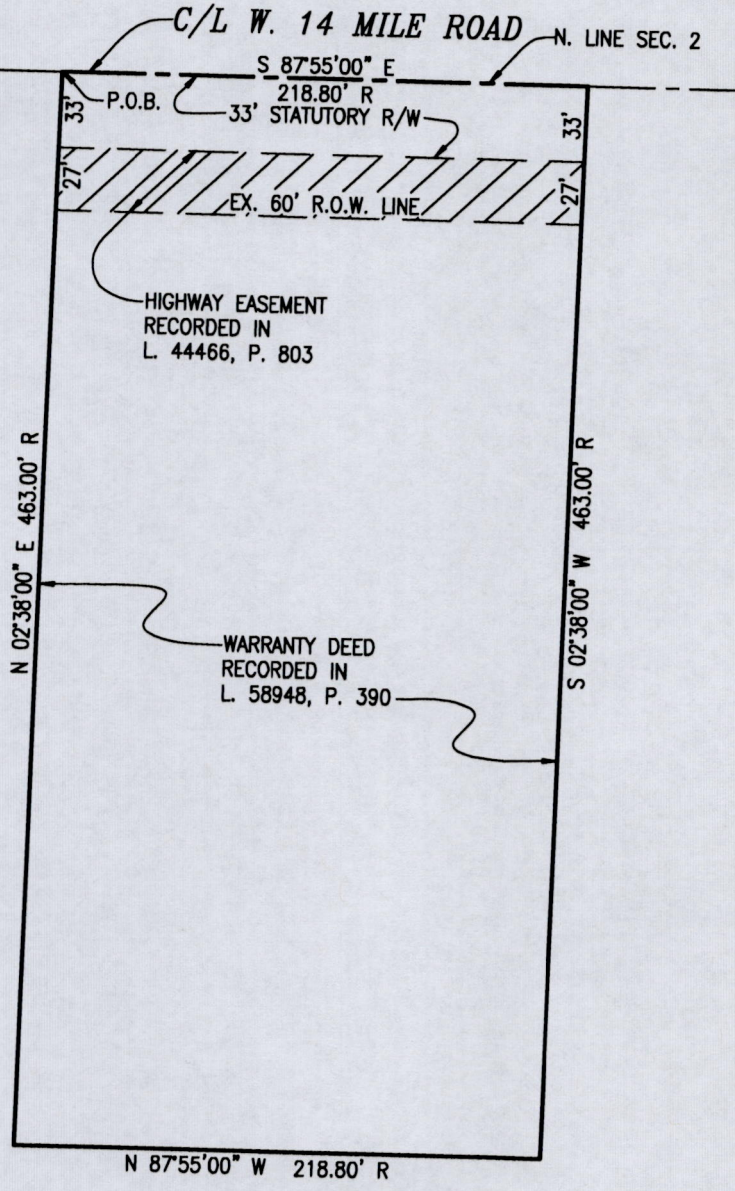 C/L W. 14 MILE ROAD
N. LINE SEC. 2
S 87°55'00" E
218.80' R
P.O.B.
33'
33' STATUTORY R/W
33'
27'
EX. 60' R.O.W. LINE
27'
HIGHWAY EASEMENT
RECORDED IN
L. 44466, P. 803
N 02°38'00" E 463.00' R
S 02°38'00" W 463.00' R
WARRANTY DEED
RECORDED IN
L. 58948, P. 390
N 87°55'00" W 218.80' R